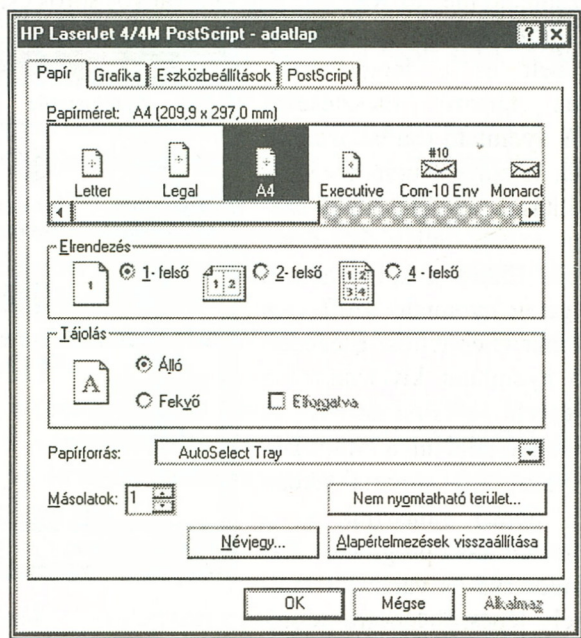 HP LaserJet 4/4M PostScript - adatlap
Papír Grafika Eszközbeállítások PostScript
Papírméret: A4 (209,9 x 297,0 mm)
#10
Letter Legal A4 Executive Com-10 Env Monarcl
Elrendezés
1 1- felső 1 2 2- felső 1 2 3 4 4 - felső
Tájolás
A Álló
Fekvő Elforgatva
Papírforrás: AutoSelect Tray
Másolatok: 1 Nem nyomtatható terület...
Névjegy... Alapértelmezések visszaállítása
OK Mégse Alkalmaz